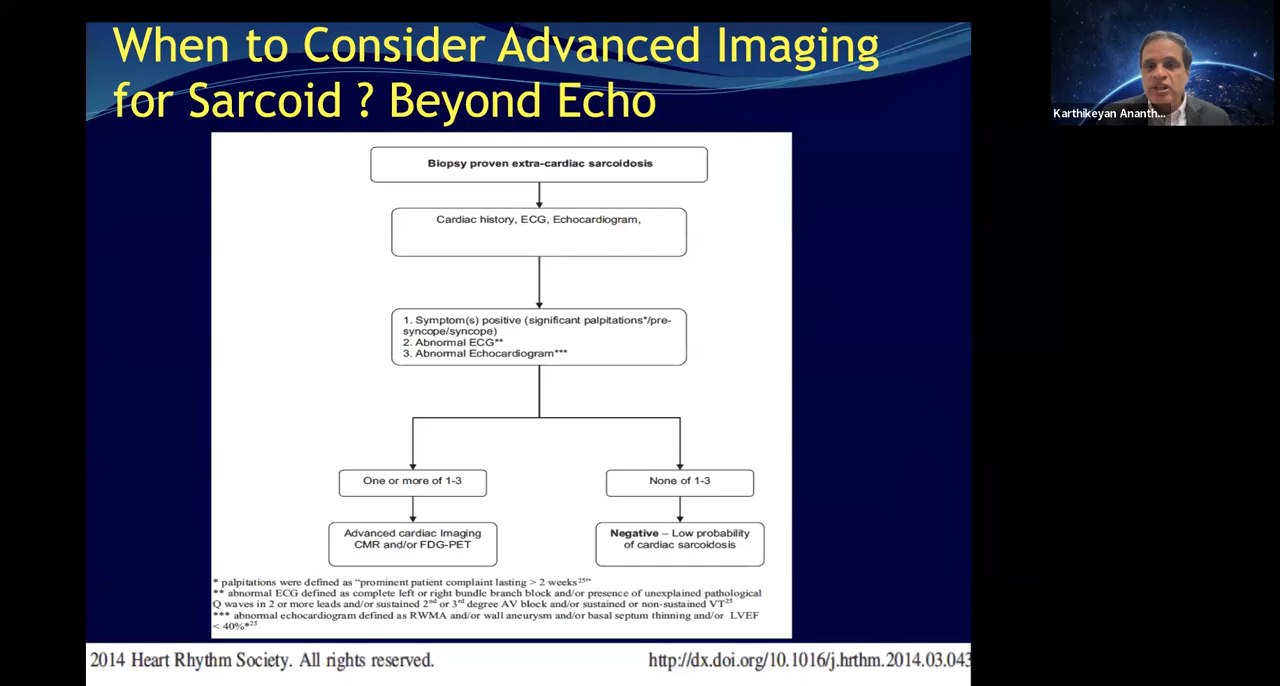 When to Consider Advanced Imaging
for Sarcoid ? Beyond Echo
Karthikeyan Ananth...
Biopsy proven extra-cardiac sarcoidosis
Cardiac history, ECG, Echocardiogram,
1. Symptom(s) positive (significant palpitations*/pre-
syncope/syncope)
2. Abnormal ECG**
3. Abnormal Echocardiogram***
One or more of 1-3
None of 1-3
Advanced cardiac Imaging
CMR and/or FDG-PET
Negative – Low probability
of cardiac sarcoidosis
* palpitations were defined as “prominent patient complaint lasting > 2 weeks25”
** abnormal ECG defined as complete left or right bundle branch block and/or presence of unexplained pathological
Q waves in 2 or more leads and/or sustained 2nd or 3rd degree AV block and/or sustained or non-sustained VT25
*** abnormal echocardiogram defined as RWMA and/or wall aneurysm and/or basal septum thinning and/or LVEF
< 40%*25
2014 Heart Rhythm Society. All rights reserved.
http://dx.doi.org/10.1016/j.hrthm.2014.03.043